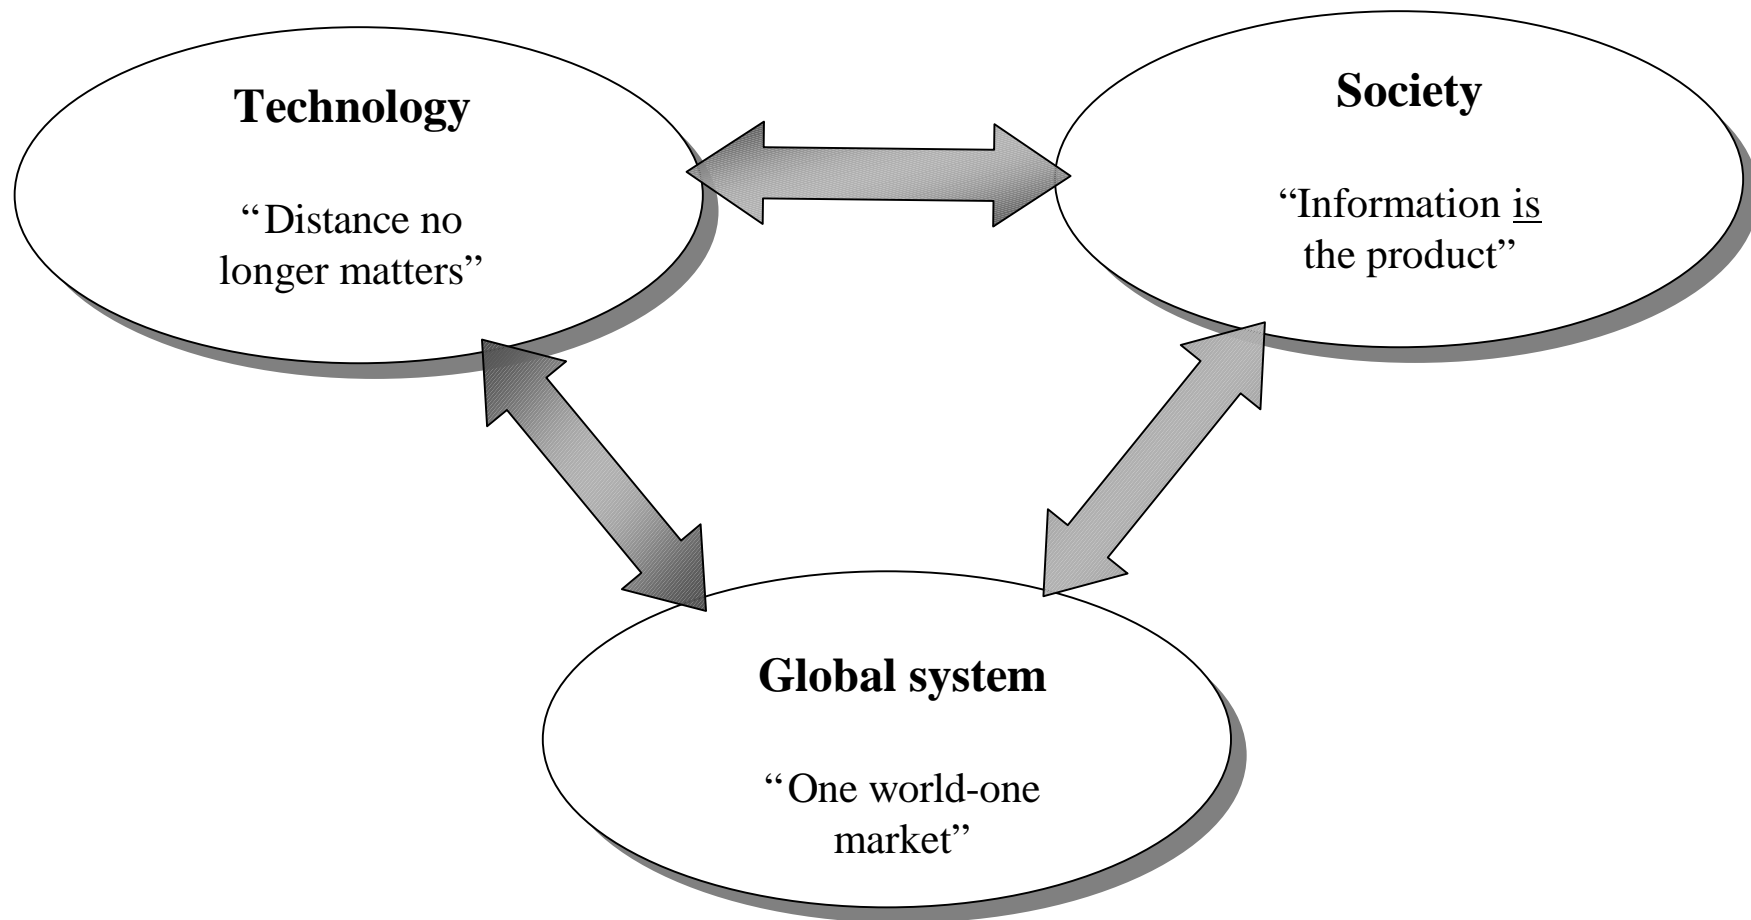 Technology
“Distance no
longer matters”
Society
“Information is
the product”
Global system
“One world-one
market”